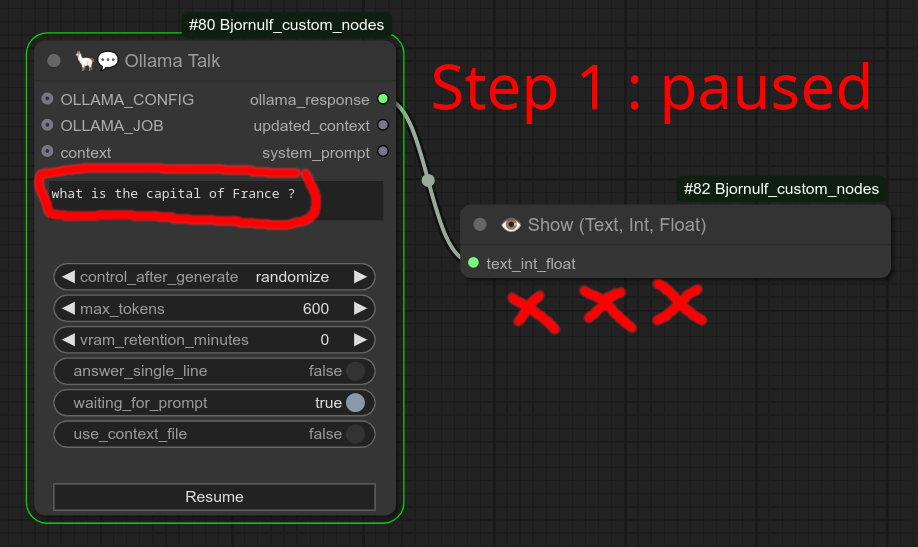 #80 Bjornulf_custom_nodes
🦙💬 Ollama Talk
OLLAMA_CONFIG ollama_response
OLLAMA_JOB updated_context
context system_prompt
what is the capital of France ?
control_after_generate randomize
max_tokens 600
vram_retention_minutes 0
answer_single_line false
waiting_for_prompt true
use_context_file false
Resume
Step 1 : paused
#82 Bjornulf_custom_nodes
👁️ Show (Text, Int, Float)
text_int_float